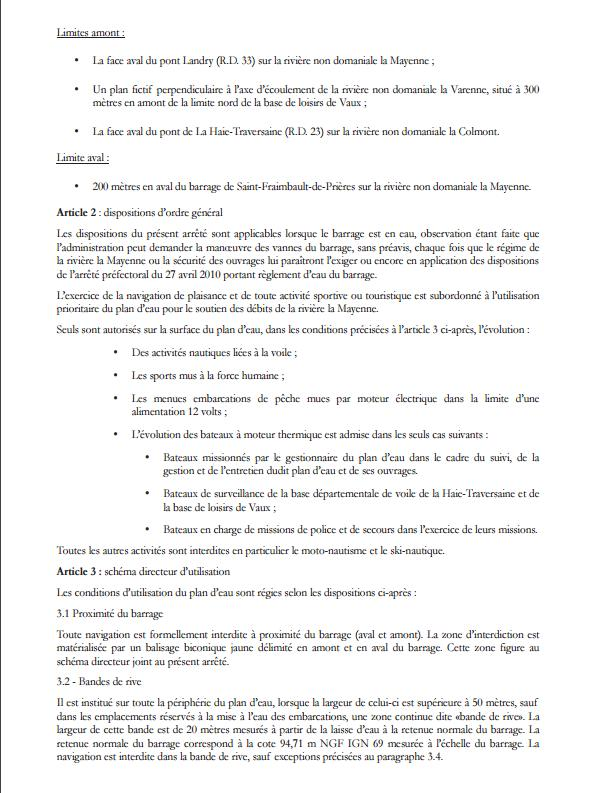 Limites amont :
• La face aval du pont Landry (R.D. 33) sur la rivière non domaniale la Mayenne ;
• Un plan fictif perpendiculaire à l’axe d’écoulement de la rivière non domaniale la Varenne, situé à 300
mètres en amont de la limite nord de la base de loisirs de Vaux ;
• La face aval du pont de La Haie-Traversaine (R.D. 23) sur la rivière non domaniale la Colmont.
Limite aval :
• 200 mètres en aval du barrage de Saint-Fraimbault-de-Prières sur la rivière non domaniale la Mayenne.
Article 2 : dispositions d’ordre général
Les dispositions du présent arrêté sont applicables lorsque le barrage est en eau, observation étant faite que
l’administration peut demander la manœuvre des vannes du barrage, sans préavis, chaque fois que le régime de
la rivière la Mayenne ou la sécurité des ouvrages lui paraîtront l’exiger ou encore en application des dispositions
de l’arrêté préfectoral du 27 avril 2010 portant règlement d’eau du barrage.
L’exercice de la navigation de plaisance et de toute activité sportive ou touristique est subordonné à l’utilisation
prioritaire du plan d’eau pour le soutien des débits de la rivière la Mayenne.
Seuls sont autorisés sur la surface du plan d’eau, dans les conditions précisées à l’article 3 ci-après, l’évolution :
• Des activités nautiques liées à la voile ;
• Les sports mus à la force humaine ;
• Les menues embarcations de pêche mues par moteur électrique dans la limite d’une
alimentation 12 volts ;
• L’évolution des bateaux à moteur thermique est admise dans les seuls cas suivants :
• Bateaux missionnés par le gestionnaire du plan d’eau dans le cadre du suivi, de la
gestion et de l’entretien dudit plan d’eau et de ses ouvrages.
• Bateaux de surveillance de la base départementale de voile de la Haie-Traversaine et de
la base de loisirs de Vaux ;
• Bateaux en charge de missions de police et de secours dans l’exercice de leurs missions.
Toutes les autres activités sont interdites en particulier le moto-nautisme et le ski-nautique.
Article 3 : schéma directeur d’utilisation
Les conditions d’utilisation du plan d’eau sont régies selon les dispositions ci-après :
3.1 Proximité du barrage
Toute navigation est formellement interdite à proximité du barrage (aval et amont). La zone d’interdiction est
matérialisée par un balisage biconique jaune délimité en amont et en aval du barrage. Cette zone figure au
schéma directeur joint au présent arrêté.
3.2 - Bandes de rive
Il est institué sur toute la périphérie du plan d’eau, lorsque la largeur de celui-ci est supérieure à 50 mètres, sauf
dans les emplacements réservés à la mise à l’eau des embarcations, une zone continue dite «bande de rive». La
largeur de cette bande est de 20 mètres mesurés à partir de la laisse d’eau à la retenue normale du barrage. La
retenue normale du barrage correspond à la cote 94,71 m NGF IGN 69 mesurée à l’échelle du barrage. La
navigation est interdite dans la bande de rive, sauf exceptions précisées au paragraphe 3.4.